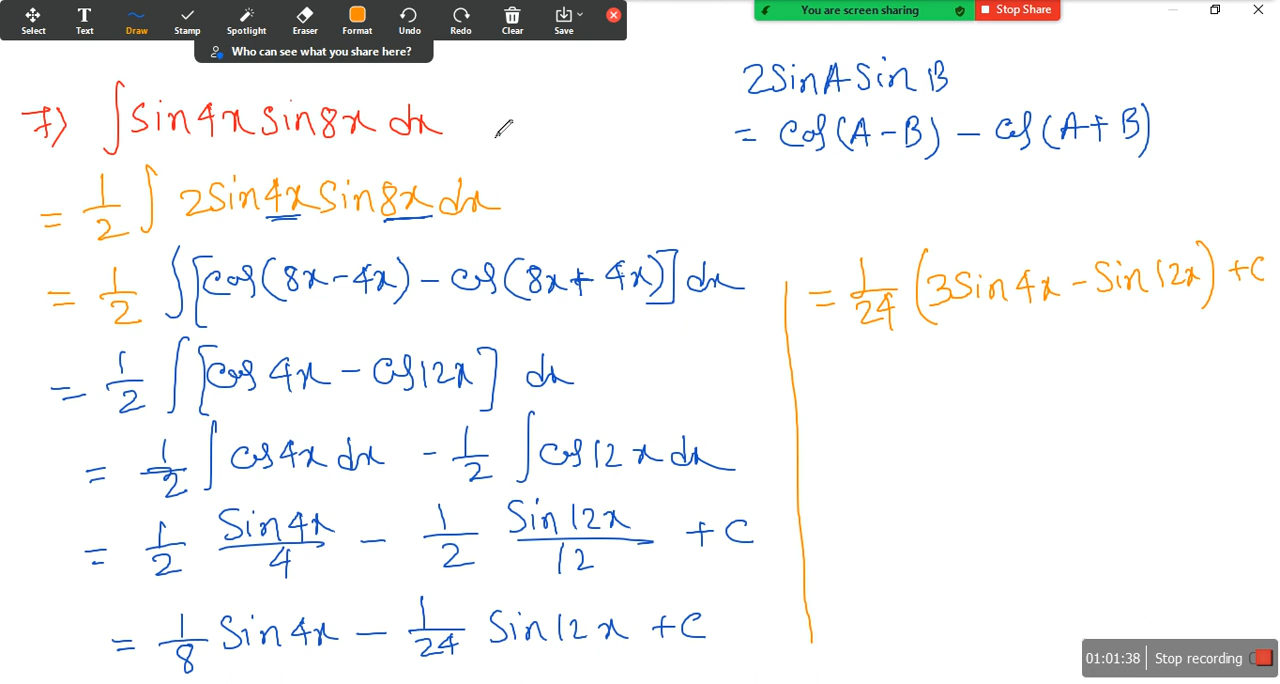 Select Text Draw Stamp Spotlight Eraser Format Undo Redo Clear Save
Who can see what you share here?
You are screen sharing Stop Share
7) ∫ Sin4x Sin8x dx
= 1/2 ∫ 2Sin4x Sin8x dx
= 1/2 ∫ [cos(8x-4x) - cos(8x+4x)] dx
= 1/2 ∫ [cos 4x - cos12x] dx
= 1/2 ∫ cos4x dx - 1/2 ∫ cos12x dx
= 1/2 Sin4x/4 - 1/2 Sin12x/12 + C
= 1/8 Sin4x - 1/24 Sin12x + C
2SinA Sin B
= Cos(A-B) - cos(A+B)
= 1/24 (3Sin4x - Sin12x) + C
01:01:38 Stop recording